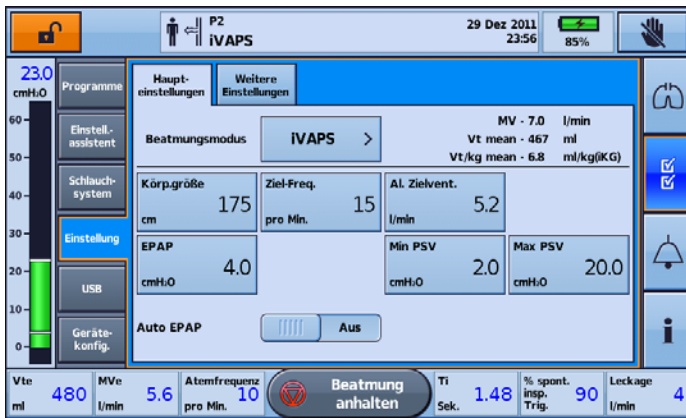 P2
iVAPS
29 Dez 2011
23:56
85%
23.0
cmH₂O
60
50
40
30
20
10
0
Programme
Einstell.-
assistent
Schlauch-
system
Einstellung
USB
Geräte-
konfig.
Haupt-
einstellungen
Weitere
Einstellungen
Beatmungsmodus
iVAPS >
MV - 7.0 l/min
Vt mean - 467 ml
Vt/kg mean - 6.8 ml/kg(iKG)
Körp.größe
175
cm
Ziel-Freq.
15
pro Min.
Al. Zielvent.
5.2
l/min
EPAP
4.0
cmH₂O
Min PSV
2.0
cmH₂O
Max PSV
20.0
cmH₂O
Auto EPAP
Aus
Vte
480
ml
MVe
5.6
l/min
Atemfrequenz
10
pro Min.
Beatmung
anhalten
Ti
1.48
Sek.
% spont.
insp.
Trig.
90
Leckage
4
l/min